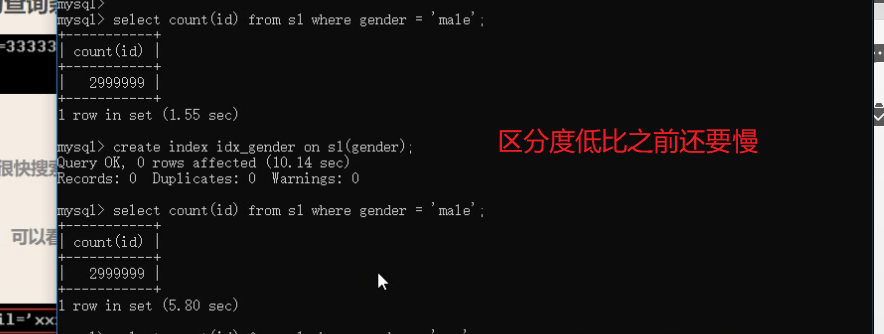 mysql>
mysql> select count(id) from s1 where gender = 'male';
+-----------+
| count(id) |
+-----------+
|   2999999 |
+-----------+
1 row in set (1.55 sec)
mysql> create index idx_gender on s1(gender);
区分度低比之前还要慢
Query OK, 0 rows affected (10.14 sec)
Records: 0  Duplicates: 0  Warnings: 0
mysql> select count(id) from s1 where gender = 'male';
+-----------+
| count(id) |
+-----------+
|   2999999 |
+-----------+
1 row in set (5.80 sec)
=33333
很快搜索
可以看
il='xx